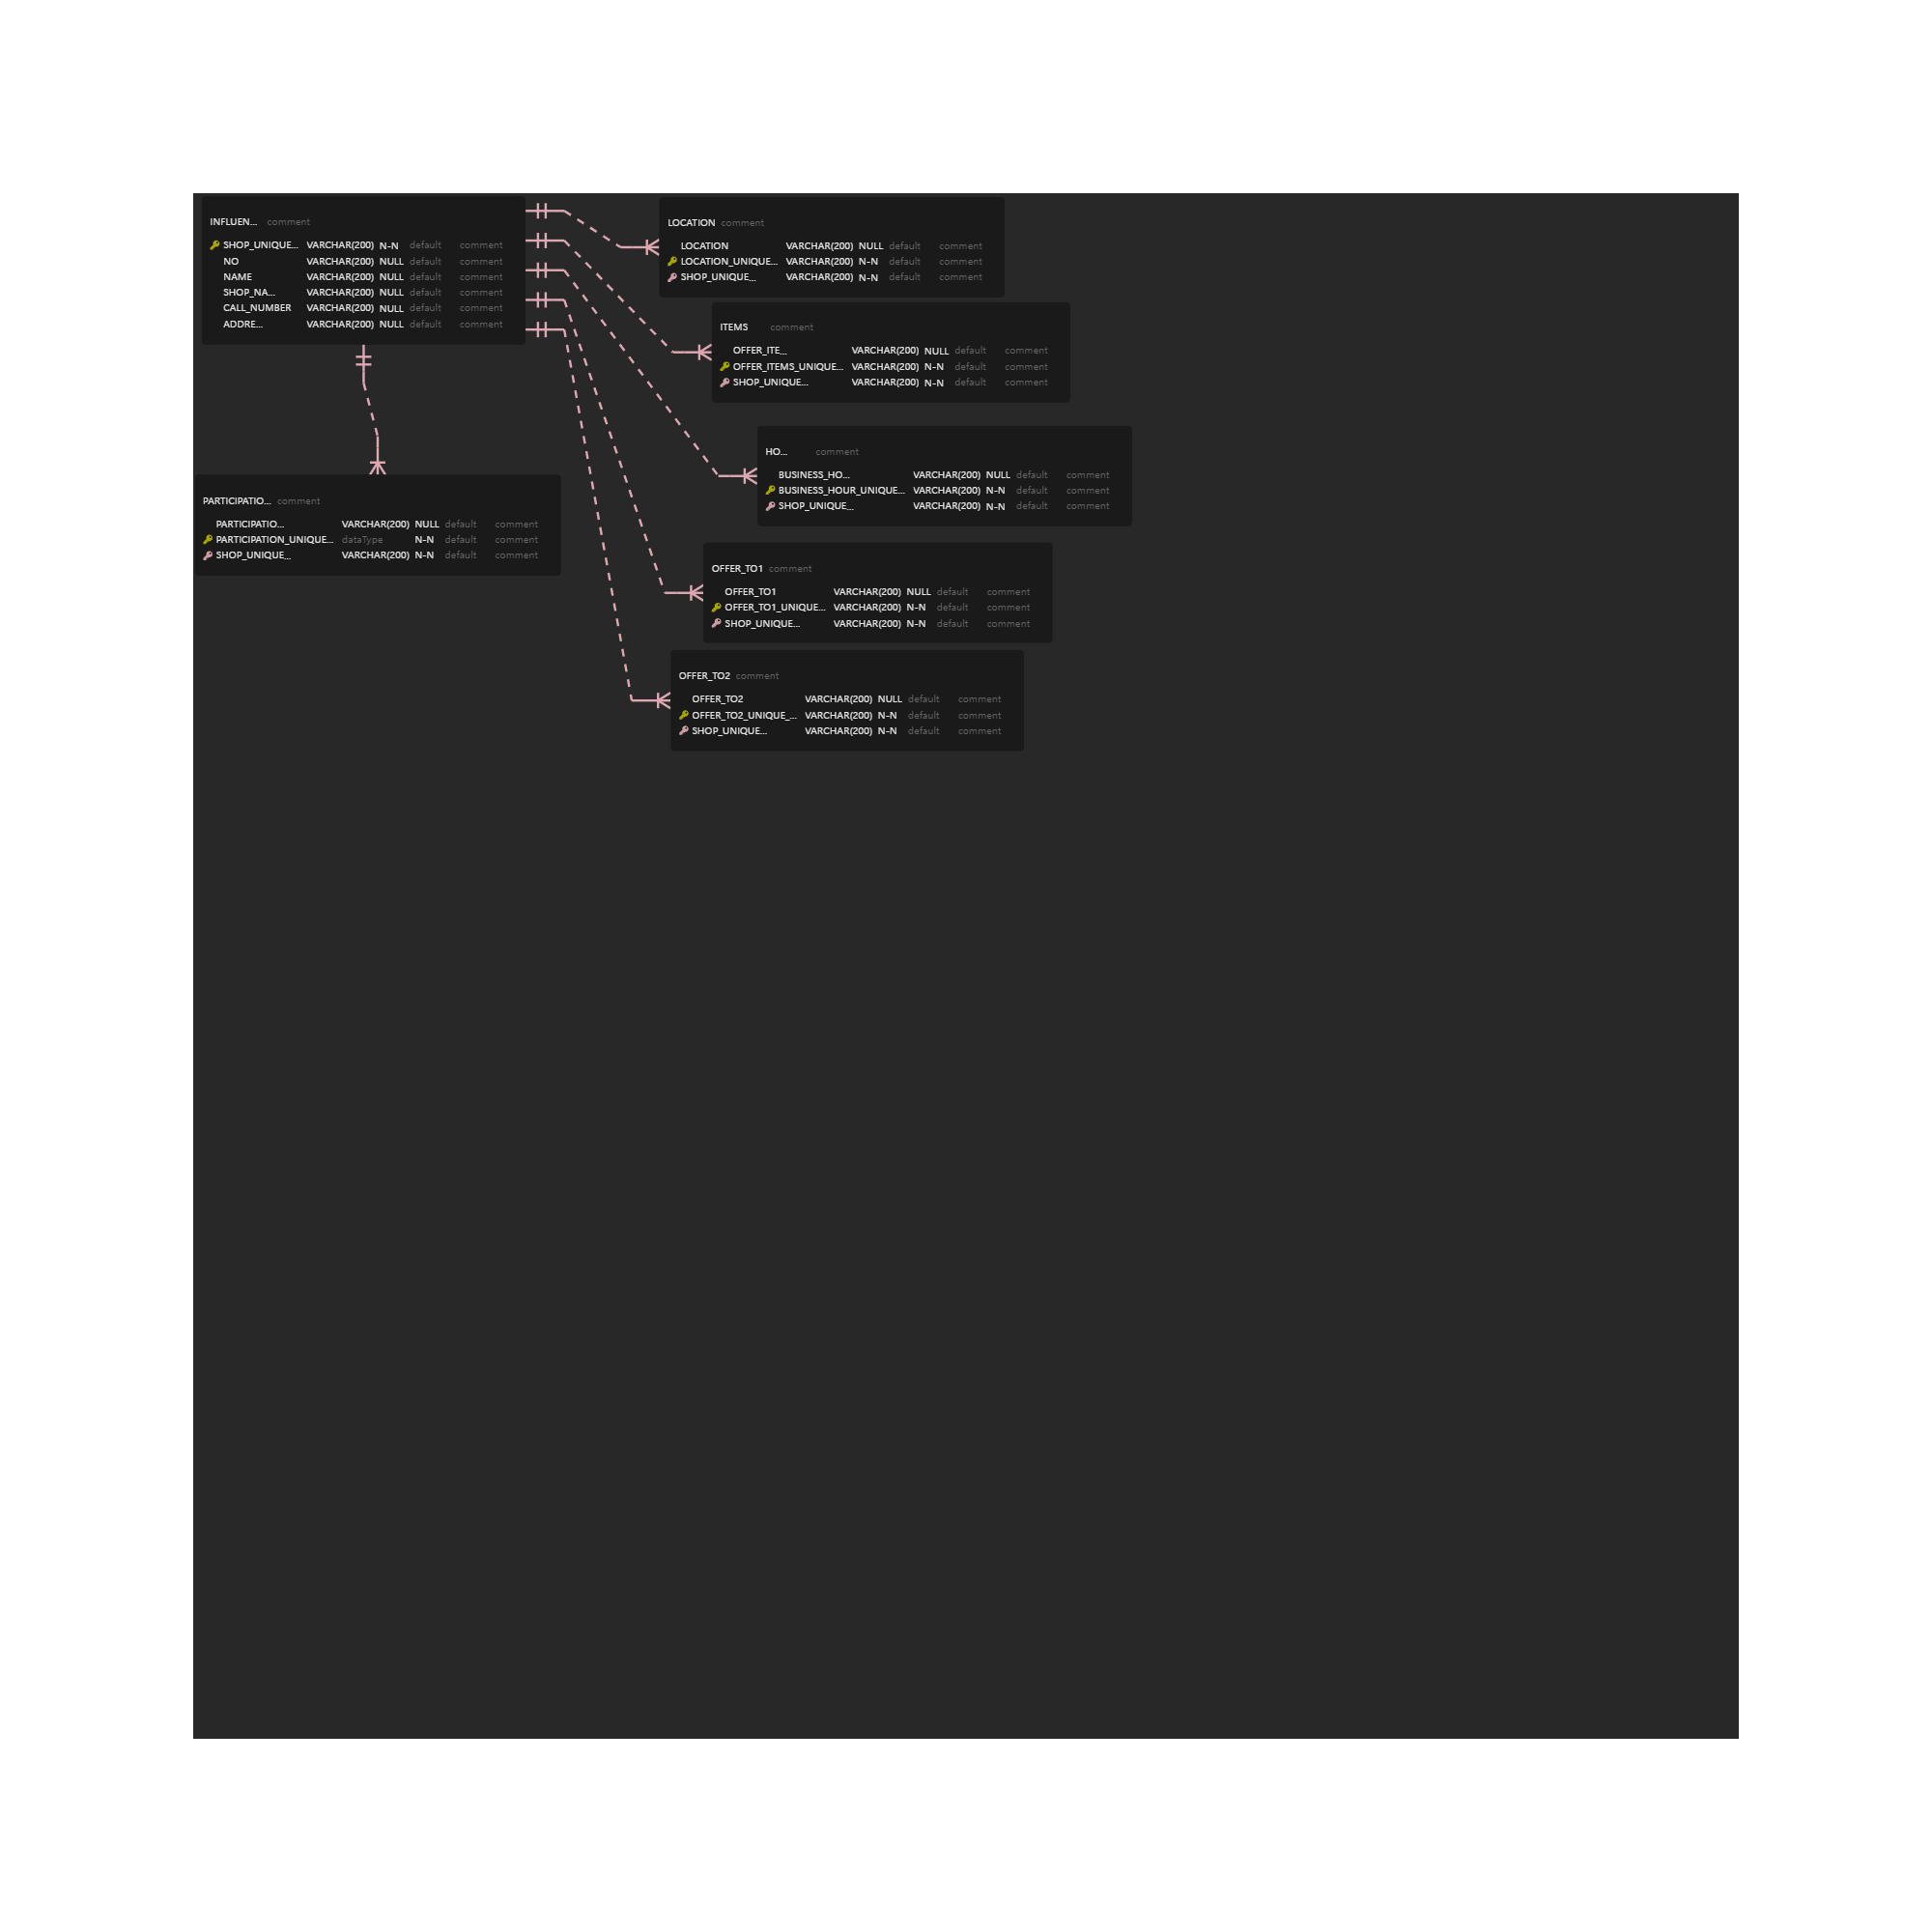 INFLUEN... comment
SHOP_UNIQUE... VARCHAR(200) N-N default comment
NO VARCHAR(200) NULL default comment
NAME VARCHAR(200) NULL default comment
SHOP_NA... VARCHAR(200) NULL default comment
CALL_NUMBER VARCHAR(200) NULL default comment
ADDRE... VARCHAR(200) NULL default comment
LOCATION comment
LOCATION VARCHAR(200) NULL default comment
LOCATION_UNIQUE... VARCHAR(200) N-N default comment
SHOP_UNIQUE... VARCHAR(200) N-N default comment
ITEMS comment
OFFER_ITE... VARCHAR(200) NULL default comment
OFFER_ITEMS_UNIQUE... VARCHAR(200) N-N default comment
SHOP_UNIQUE... VARCHAR(200) N-N default comment
HO... comment
BUSINESS_HO... VARCHAR(200) NULL default comment
BUSINESS_HOUR_UNIQUE... VARCHAR(200) N-N default comment
SHOP_UNIQUE... VARCHAR(200) N-N default comment
PARTICIPATIO... comment
PARTICIPATIO... VARCHAR(200) NULL default comment
PARTICIPATION_UNIQUE... dataType N-N default comment
SHOP_UNIQUE... VARCHAR(200) N-N default comment
OFFER_TO1 comment
OFFER_TO1 VARCHAR(200) NULL default comment
OFFER_TO1_UNIQUE... VARCHAR(200) N-N default comment
SHOP_UNIQUE... VARCHAR(200) N-N default comment
OFFER_TO2 comment
OFFER_TO2 VARCHAR(200) NULL default comment
OFFER_TO2_UNIQUE_... VARCHAR(200) N-N default comment
SHOP_UNIQUE... VARCHAR(200) N-N default comment